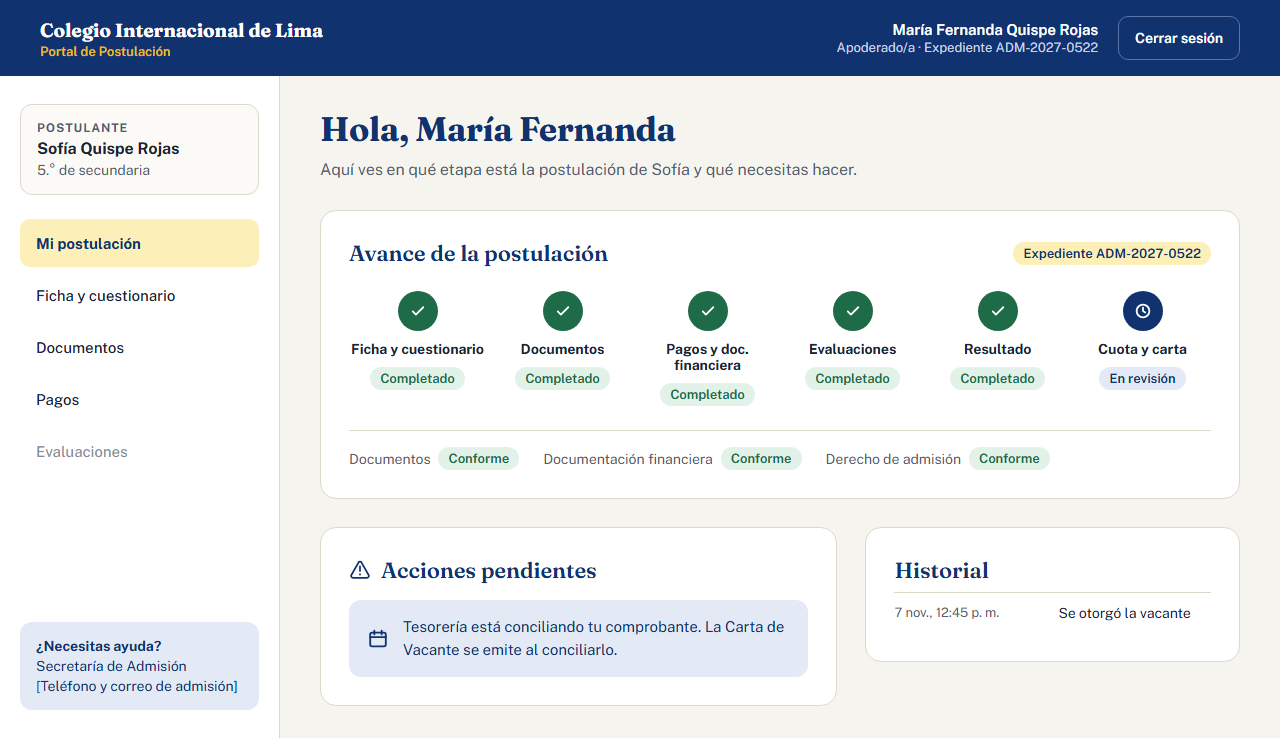 Colegio Internacional de Lima
Portal de Postulación
María Fernanda Quispe Rojas
Apoderado/a · Expediente ADM-2027-0522
Cerrar sesión
POSTULANTE
Sofía Quispe Rojas
5.° de secundaria
Mi postulación
Ficha y cuestionario
Documentos
Pagos
Evaluaciones
¿Necesitas ayuda?
Secretaría de Admisión
[Teléfono y correo de admisión]
Hola, María Fernanda
Aquí ves en qué etapa está la postulación de Sofía y qué necesitas hacer.
Avance de la postulación
Expediente ADM-2027-0522
Ficha y cuestionario
Completado
Documentos
Completado
Pagos y doc.
financiera
Completado
Evaluaciones
Completado
Resultado
Completado
Cuota y carta
En revisión
Documentos Conforme
Documentación financiera Conforme
Derecho de admisión Conforme
Acciones pendientes
Tesorería está conciliando tu comprobante. La Carta de
Vacante se emite al conciliarlo.
Historial
7 nov., 12:45 p. m. Se otorgó la vacante